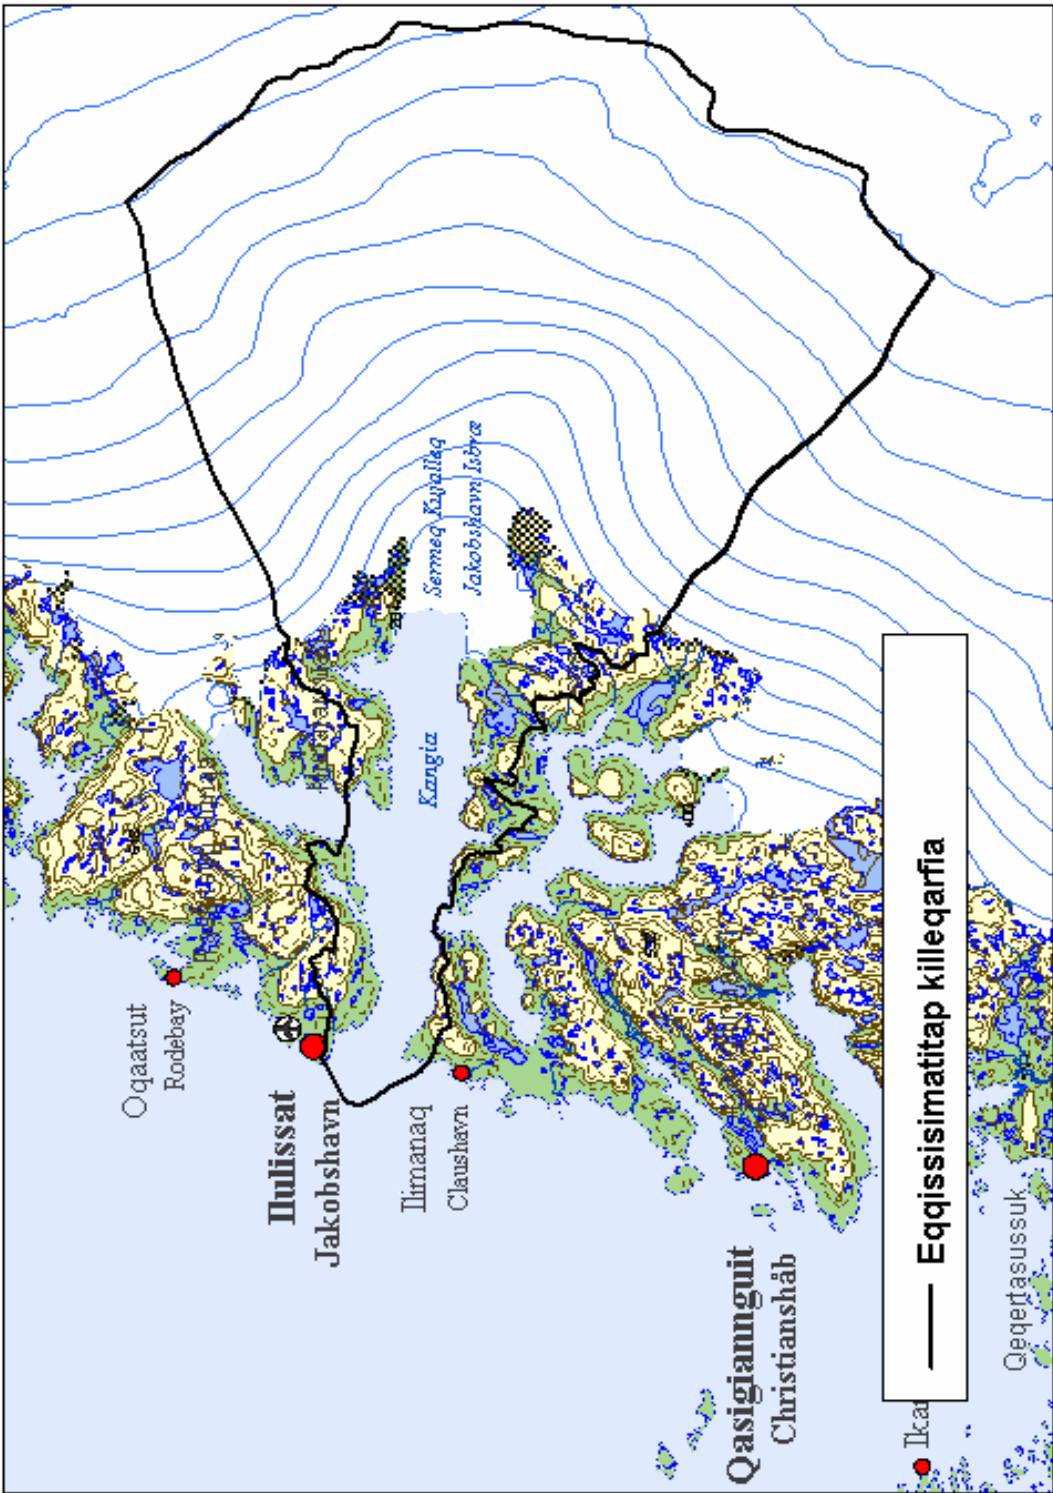 Oqaatsut
Rodebay
Ilulissat
Jakobshavn
Ilimanaq
Claushavn
Kangia
Sermeq Kujalleq
Jakobshavn Isbræ
Qasigiannguit
Christianshåb
Eqqissisimatitap killeqarfia
Qeqertasussuk